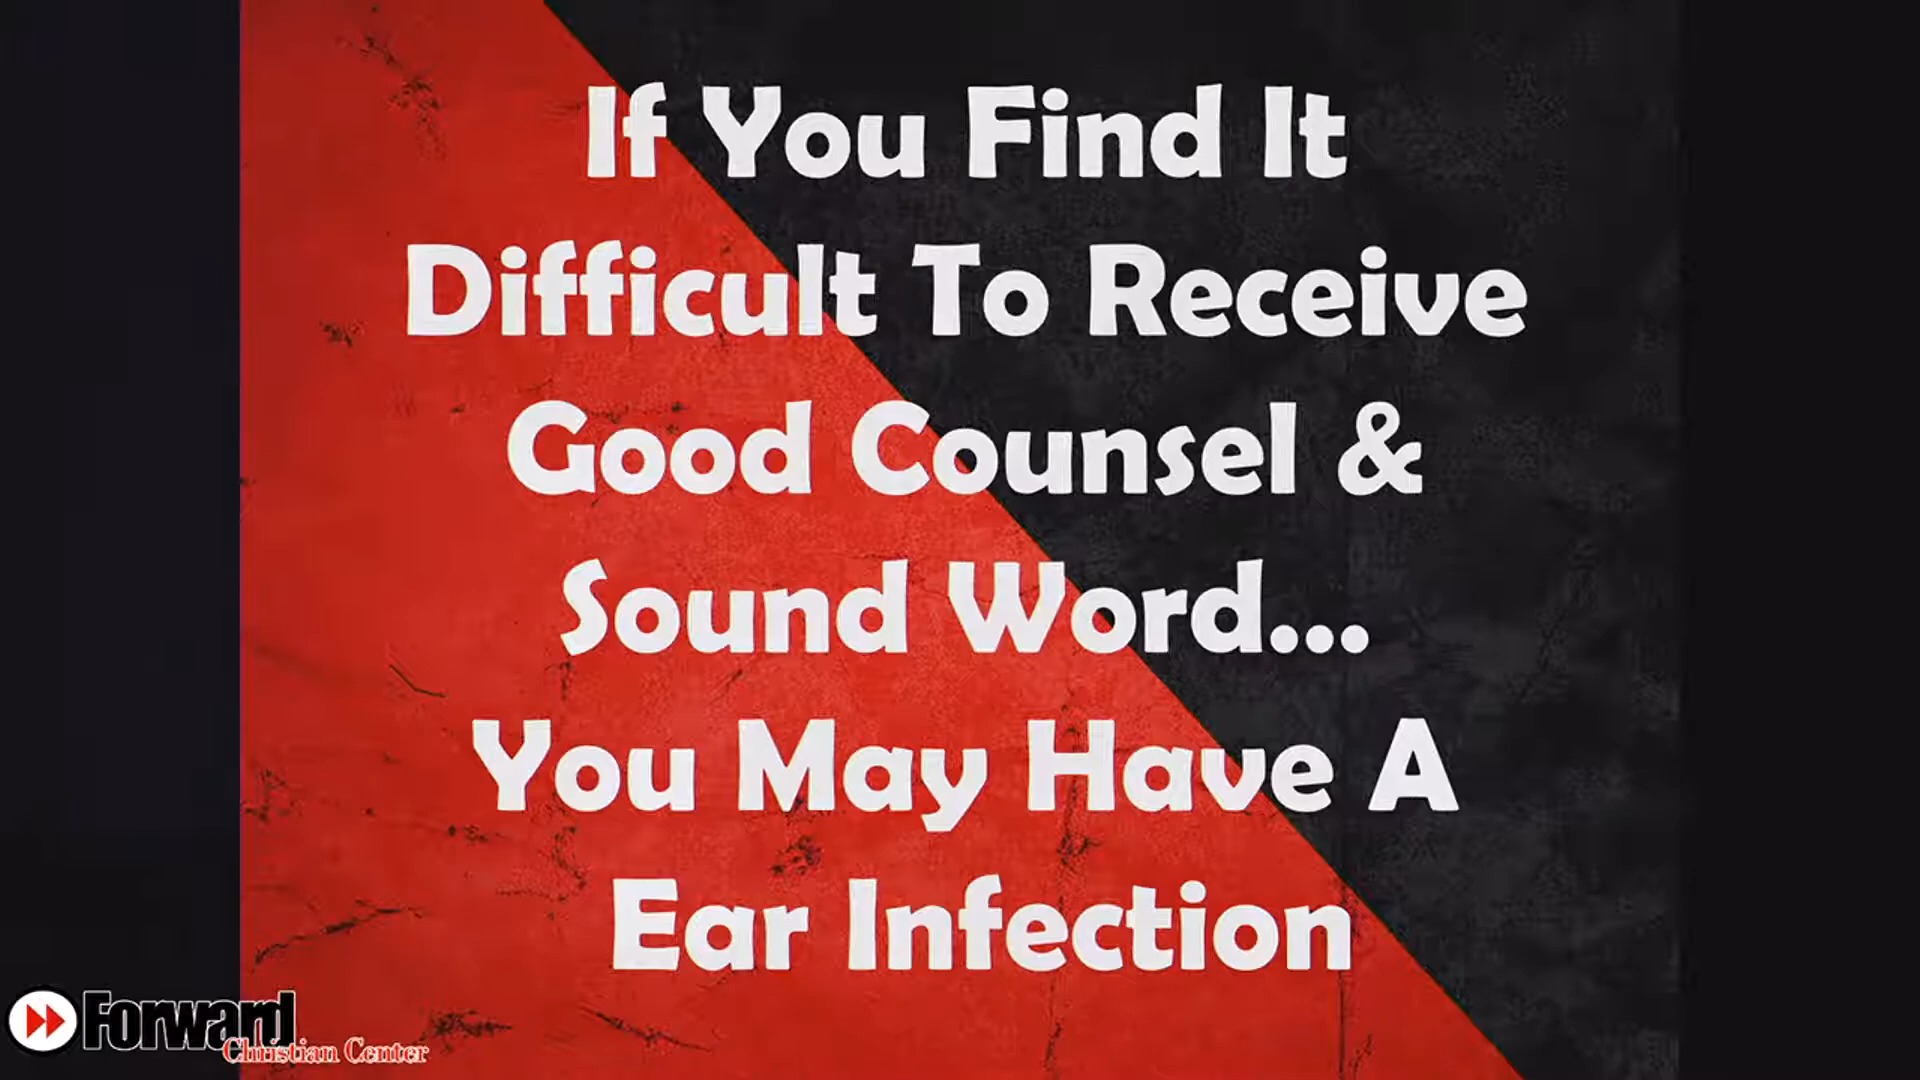 If You Find It
Difficult To Receive
Good Counsel &
Sound Word...
You May Have A
Ear Infection
Forward
Christian Center